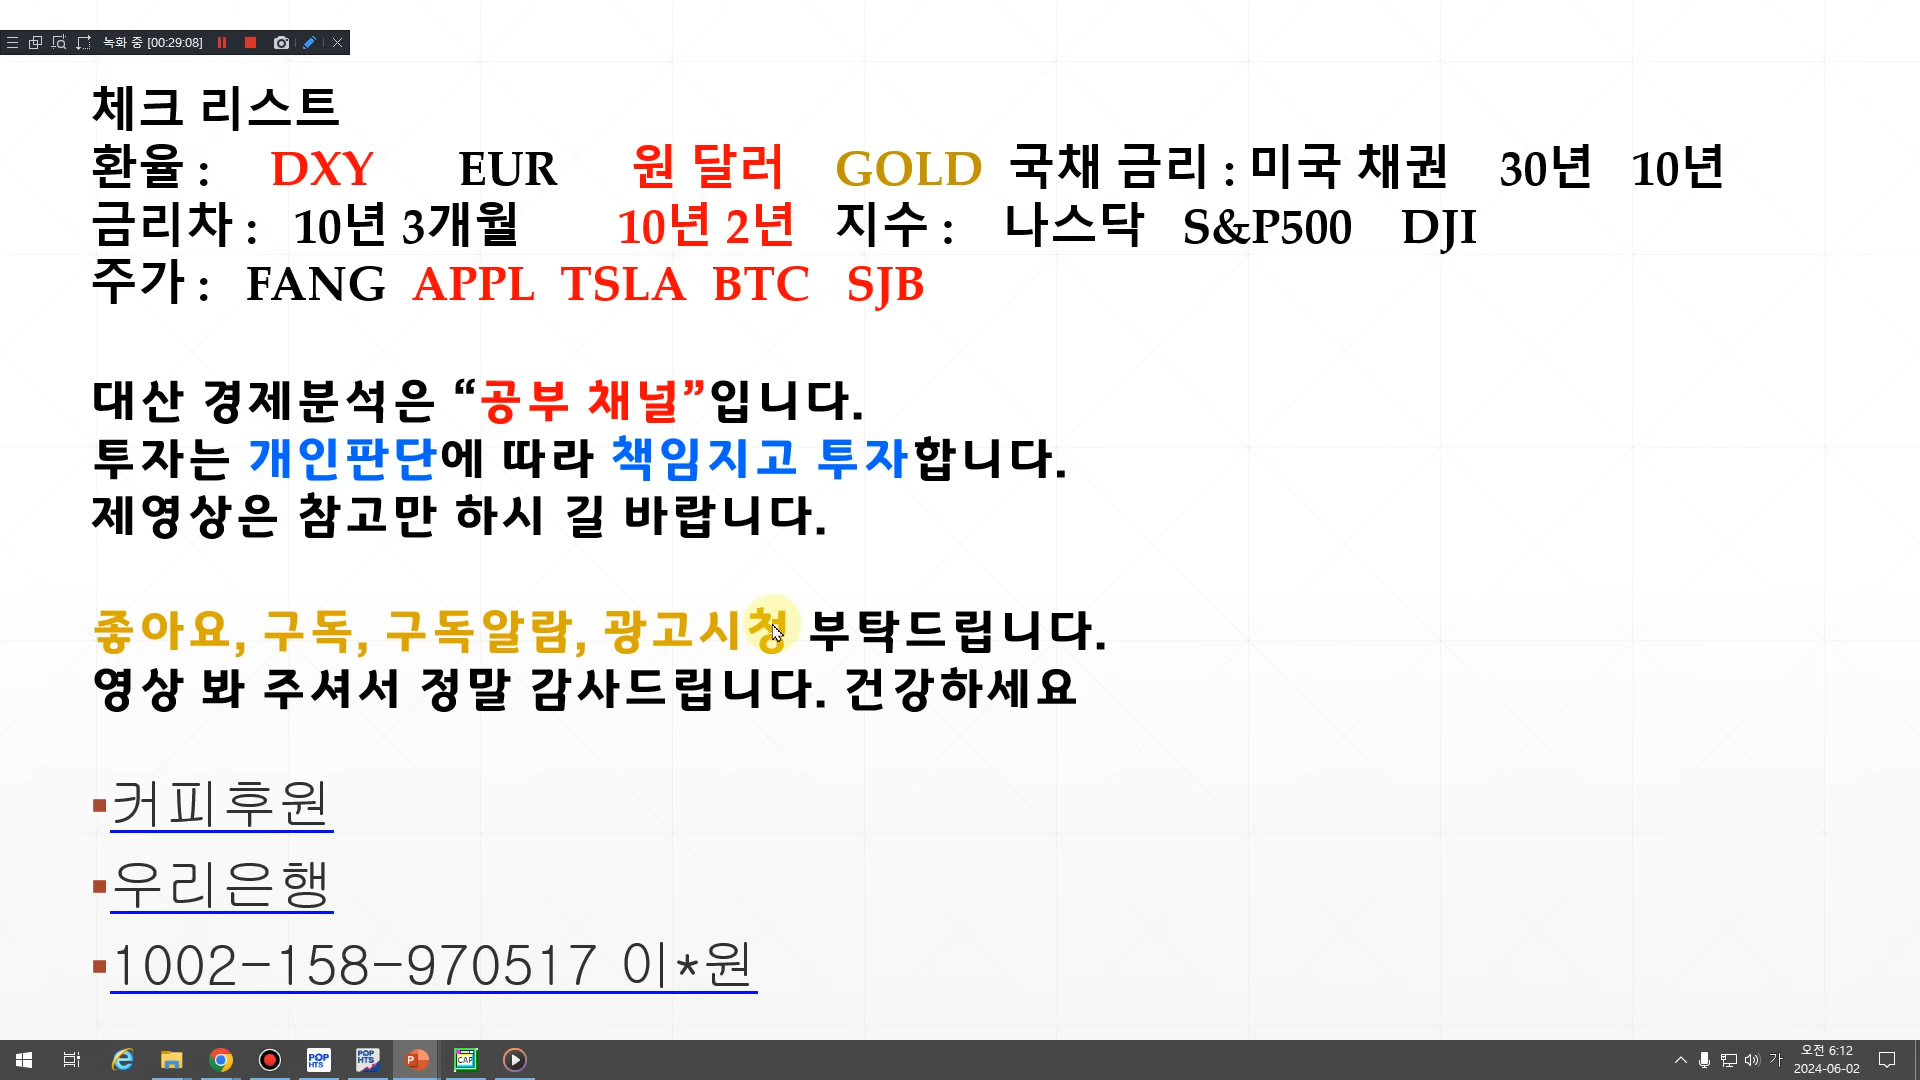 녹화 중 [00:29:08]
체크 리스트
환율 : DXY EUR 원 달러 GOLD 국채 금리 : 미국 채권 30년 10년
금리차 : 10년 3개월 10년 2년 지수 : 나스닥 S&P500 DJI
주가 : FANG APPL TSLA BTC SJB
대산 경제분석은 “공부 채널”입니다.
투자는 개인판단에 따라 책임지고 투자합니다.
제영상은 참고만 하시 길 바랍니다.
좋아요, 구독, 구독알람, 광고시청 부탁드립니다.
영상 봐 주셔서 정말 감사드립니다. 건강하세요
▪커피후원
▪우리은행
▪1002-158-970517 이*원
POP HTS
POP HTS
P
CAP
가
오전 6:12
2024-06-02